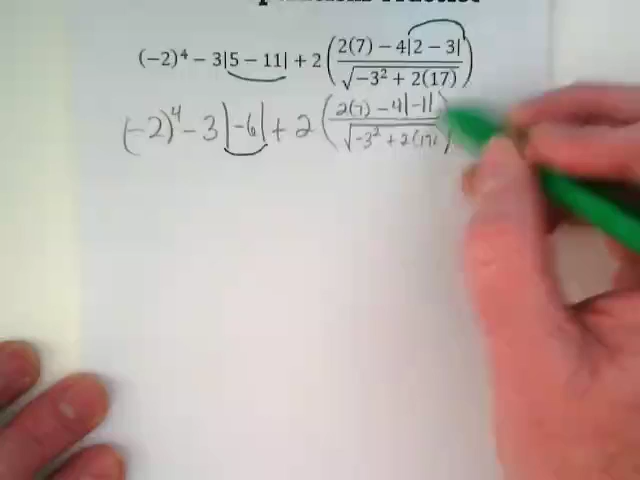 (-2)⁴ - 3|5 - 11| + 2 ( (2(7) - 4|2 - 3|) / √(-3² + 2(17)) )
(-2)⁴ - 3|-6| + 2 ( (2(7) - 4|-1|) / √(-3² + 2(17)) )